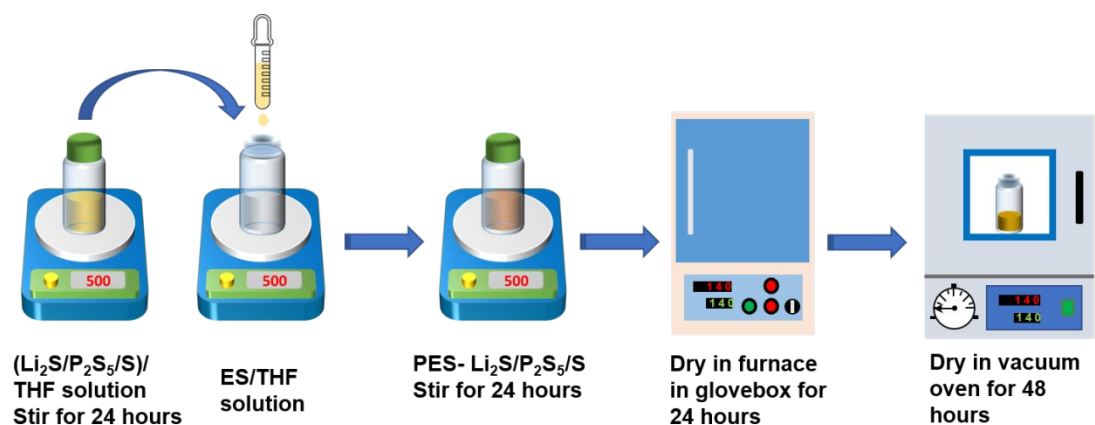 500
500
500
140
140
140
140
(Li₂S/P₂S₅/S)/
THF solution
Stir for 24 hours
ES/THF
solution
PES- Li₂S/P₂S₅/S
Stir for 24 hours
Dry in furnace
in glovebox for
24 hours
Dry in vacuum
oven for 48
hours